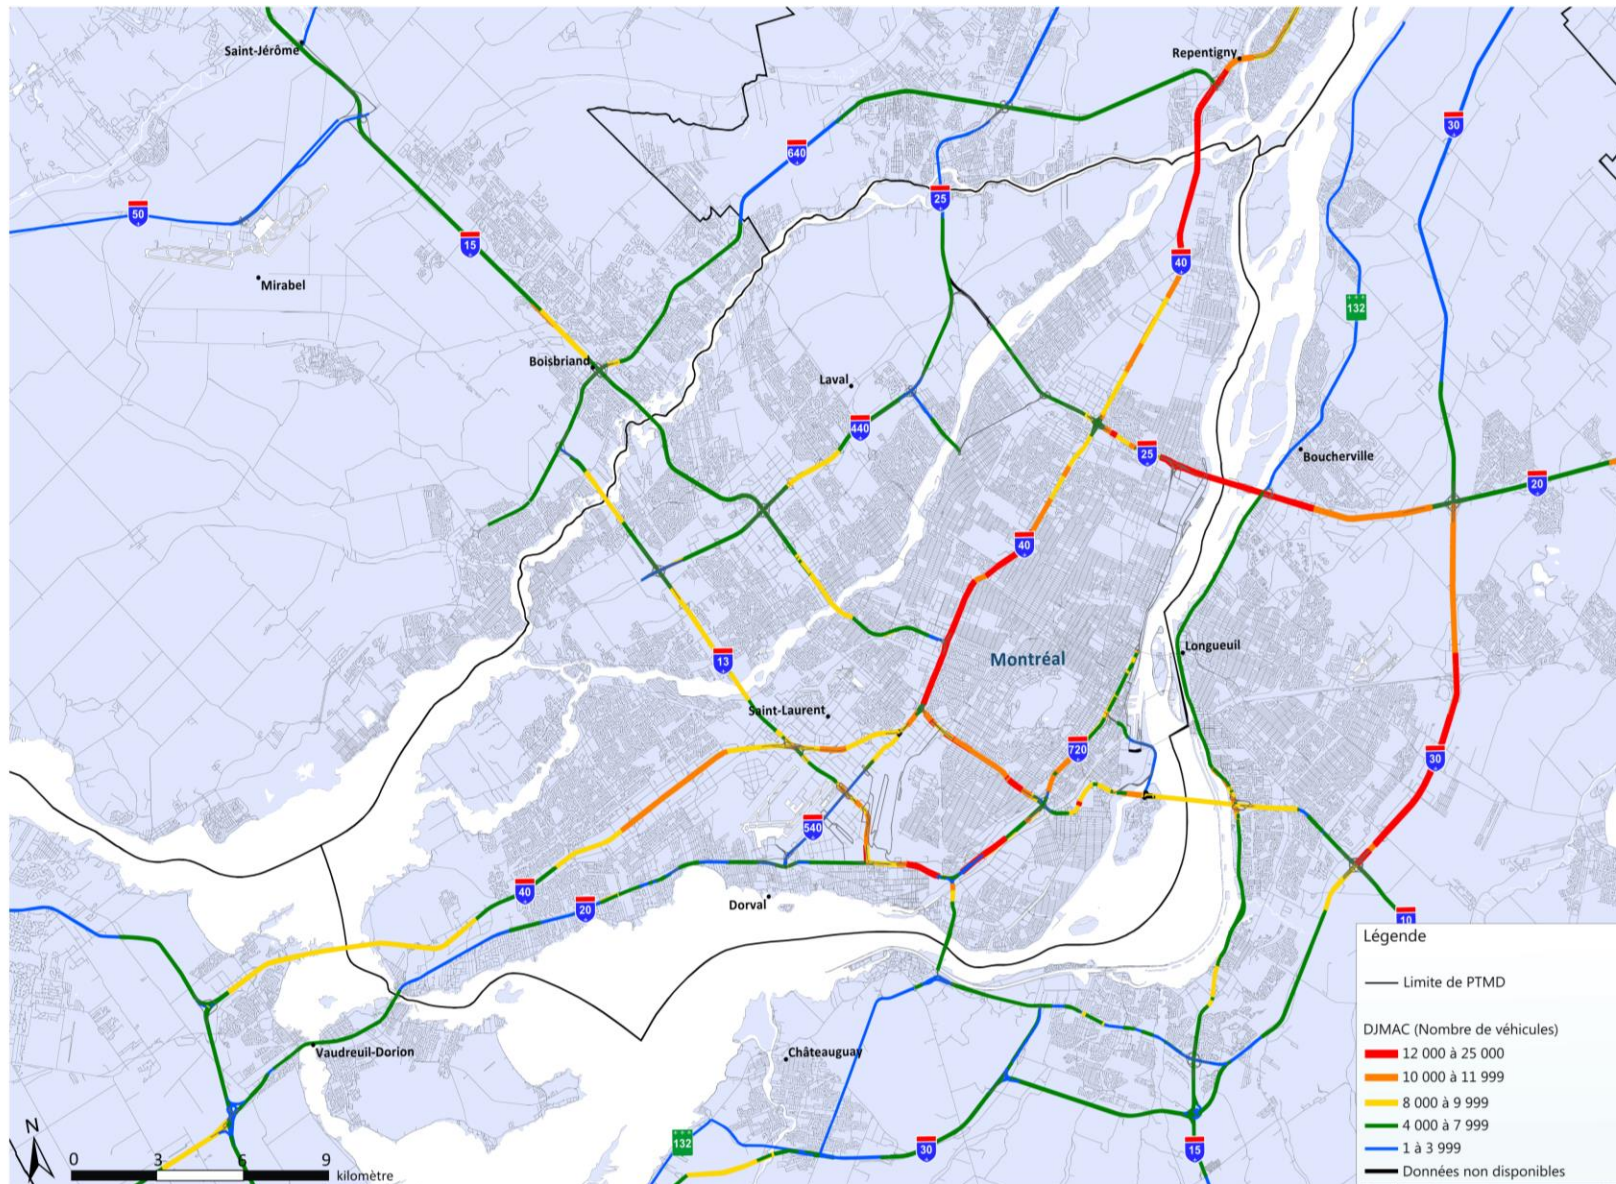 Saint-Jérôme
Repentigny
30
640
25
50
15
40
Mirabel
132
Boisbriand
Laval
440
25
Boucherville
20
40
Longueuil
Montréal
13
Saint-Laurent
720
30
540
40
20
Dorval
10
Légende
Limite de PTMD
DJMAC (Nombre de véhicules)
12 000 à 25 000
10 000 à 11 999
8 000 à 9 999
4 000 à 7 999
1 à 3 999
Données non disponibles
Vaudreuil-Dorion
Châteauguay
132
30
15
N
0 3 6 9
kilomètre